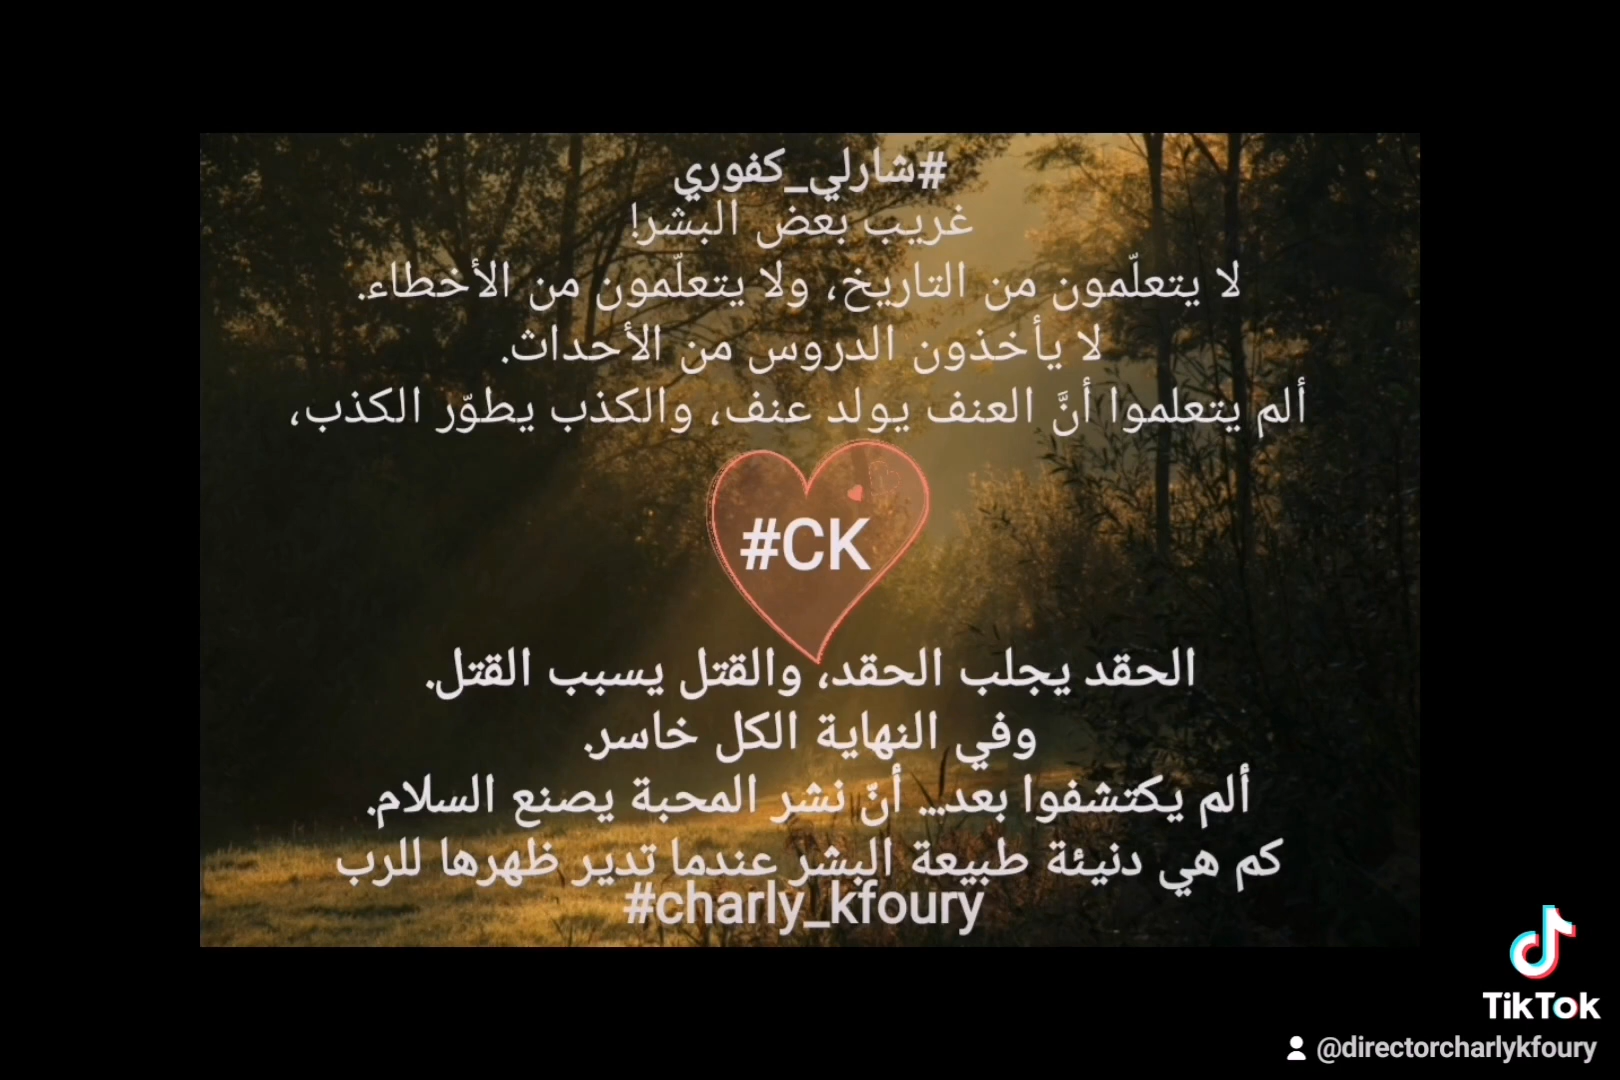 #شارلي_كفوري
غريب بعض البشر!
لا يتعلّمون من التاريخ، ولا يتعلّمون من الأخطاء.
لا يأخذون الدروس من الأحداث.
ألم يتعلموا أنَّ العنف يولد عنف، والكذب يطوّر الكذب،
#CK
الحقد يجلب الحقد، والقتل يسبب القتل.
وفي النهاية الكل خاسر.
ألم يكتشفوا بعد... أنّ نشر المحبة يصنع السلام.
كم هي دنيئة طبيعة البشر عندما تدير ظهرها للرب
#charly_kfoury
TikTok
@directorcharlykfoury